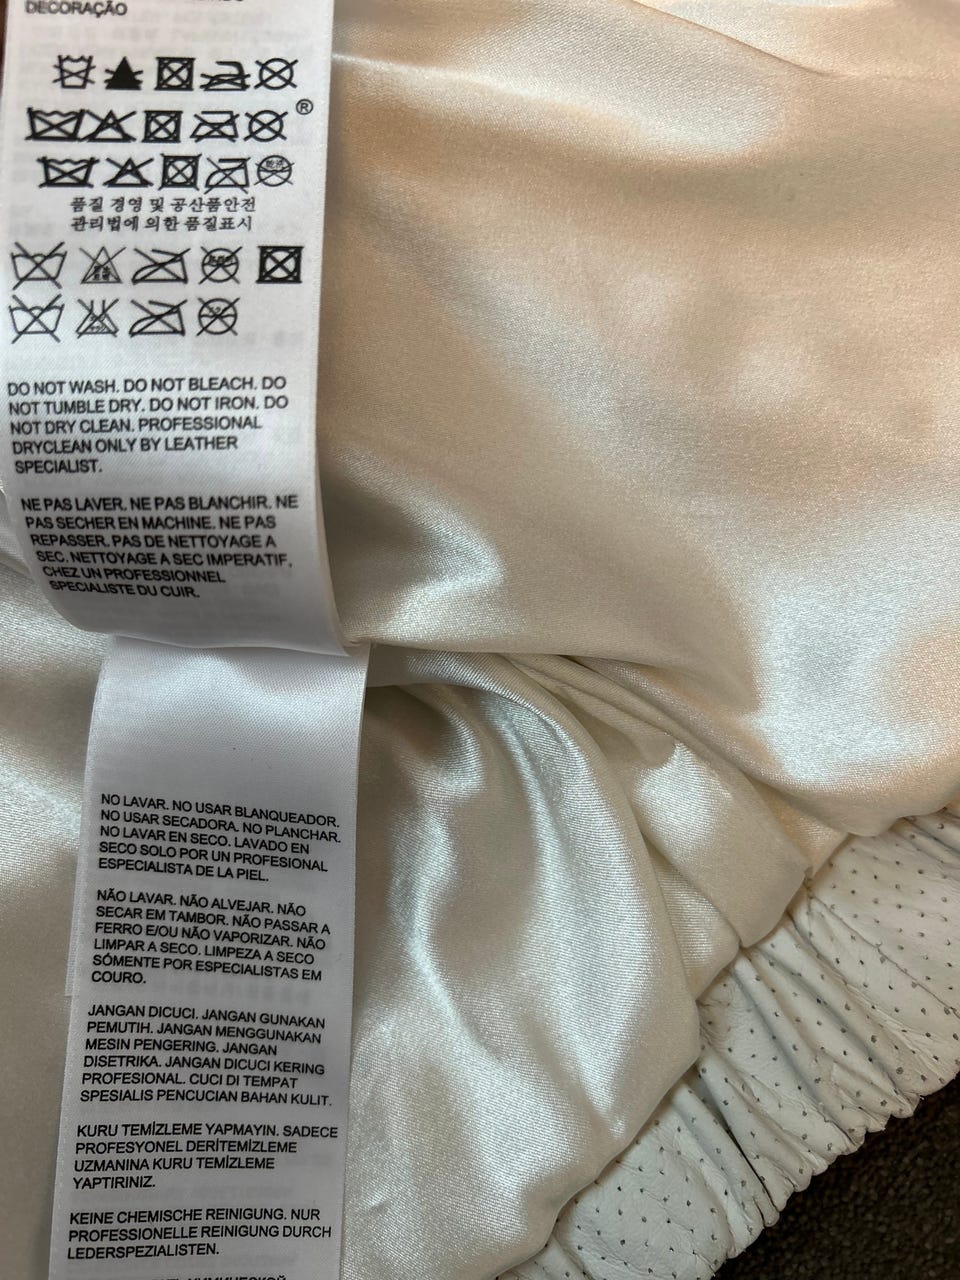 DECORAÇÃO
®
품질 경영 및 공산품안전
관리법에 의한 품질표시
DO NOT WASH. DO NOT BLEACH. DO
NOT TUMBLE DRY. DO NOT IRON. DO
NOT DRY CLEAN. PROFESSIONAL
DRYCLEAN ONLY BY LEATHER
SPECIALIST.
NE PAS LAVER. NE PAS BLANCHIR. NE
PAS SECHER EN MACHINE. NE PAS
REPASSER. PAS DE NETTOYAGE A
SEC. NETTOYAGE A SEC IMPERATIF,
CHEZ UN PROFESSIONNEL
SPECIALISTE DU CUIR.
NO LAVAR. NO USAR BLANQUEADOR.
NO USAR SECADORA. NO PLANCHAR.
NO LAVAR EN SECO. LAVADO EN
SECO SOLO POR UN PROFESIONAL
ESPECIALISTA DE LA PIEL.
NÃO LAVAR. NÃO ALVEJAR. NÃO
SECAR EM TAMBOR. NÃO PASSAR A
FERRO E/OU NÃO VAPORIZAR. NÃO
LIMPAR A SECO. LIMPEZA A SECO
SÓMENTE POR ESPECIALISTAS EM
COURO.
JANGAN DICUCI. JANGAN GUNAKAN
PEMUTIH. JANGAN MENGGUNAKAN
MESIN PENGERING. JANGAN
DISETRIKA. JANGAN DICUCI KERING
PROFESIONAL. CUCI DI TEMPAT
SPESIALIS PENCUCIAN BAHAN KULIT.
KURU TEMİZLEME YAPMAYIN. SADECE
PROFESYONEL DERİTEMİZLEME
UZMANINA KURU TEMİZLEME
YAPTIRINIZ.
KEINE CHEMISCHE REINIGUNG. NUR
PROFESSIONELLE REINIGUNG DURCH
LEDERSPEZIALISTEN.